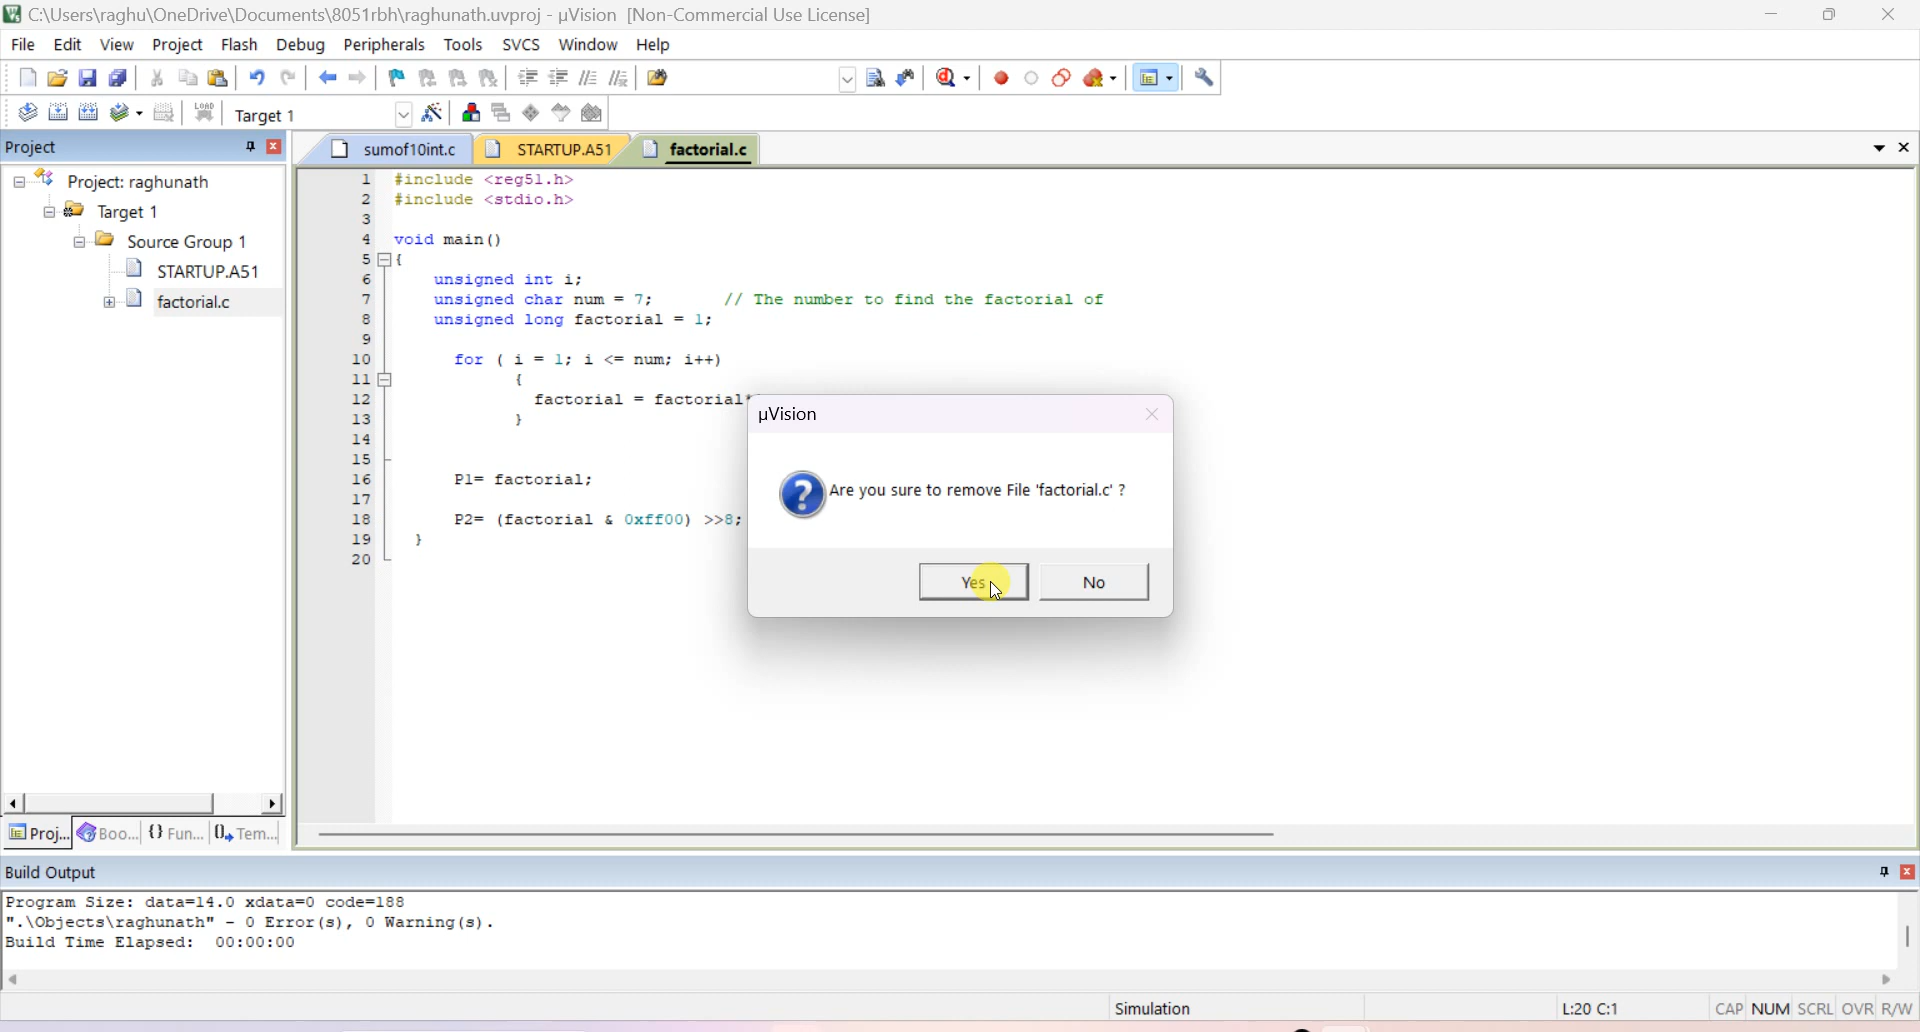 C:\Users\raghu\OneDrive\Documents\8051rbh\raghunath.uvproj - µVision [Non-Commercial Use License]
File Edit View Project Flash Debug Peripherals Tools SVCS Window Help
LOAD Target 1
Project
sumof10int.c STARTUP.A51 factorial.c
Project: raghunath
Target 1
Source Group 1
STARTUP.A51
factorial.c
1 #include <reg51.h>
2 #include <stdio.h>
3
4 void main()
5 {
6 unsigned int i;
7 unsigned char num = 7; // The number to find the factorial of
8 unsigned long factorial = 1;
9
10 for ( i = 1; i <= num; i++)
11 {
12 factorial = factorial*
13 }
14
15
16 P1= factorial;
17
18 P2= (factorial & 0xff00) >>8;
19 }
20
µVision
Are you sure to remove File 'factorial.c' ?
Yes No
Proj... Boo... {} Fun... Tem...
Build Output
Program Size: data=14.0 xdata=0 code=188
".\Objects\raghunath" - 0 Error(s), 0 Warning(s).
Build Time Elapsed: 00:00:00
Simulation L:20 C:1 CAP NUM SCRL OVR R/W